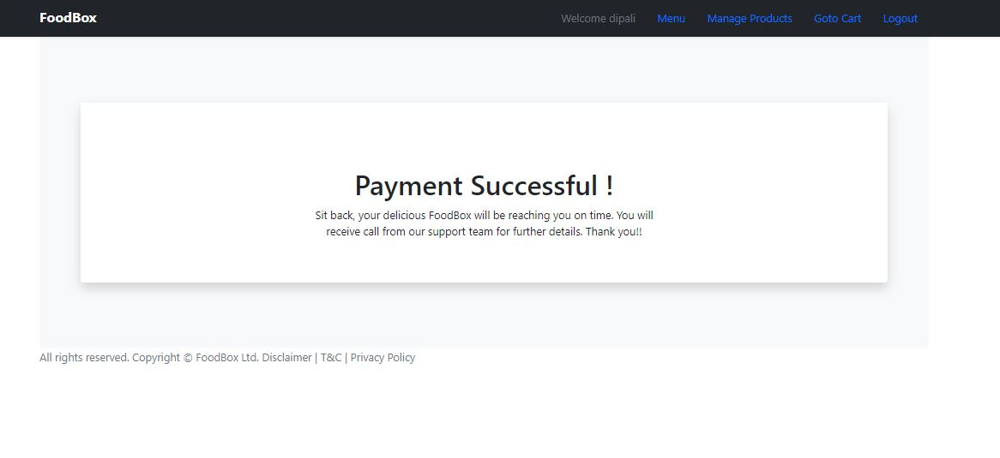 FoodBox Welcome dipali Menu Manage Products Goto Cart Logout
Payment Successful !
Sit back, your delicious FoodBox will be reaching you on time. You will
receive call from our support team for further details. Thank you!!
All rights reserved. Copyright © FoodBox Ltd. Disclaimer | T&C | Privacy Policy